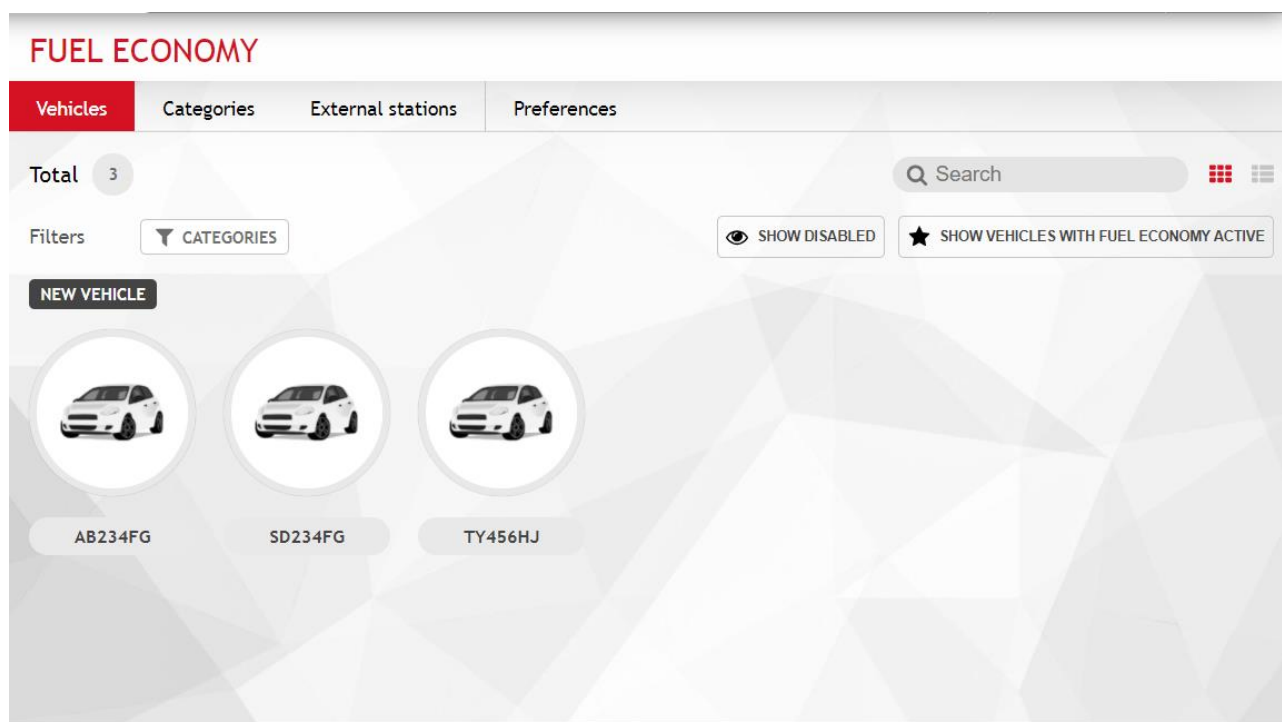 FUEL ECONOMY
Vehicles Categories External stations Preferences
Total 3 Search
Filters CATEGORIES SHOW DISABLED SHOW VEHICLES WITH FUEL ECONOMY ACTIVE
NEW VEHICLE
AB234FG SD234FG TY456HJ